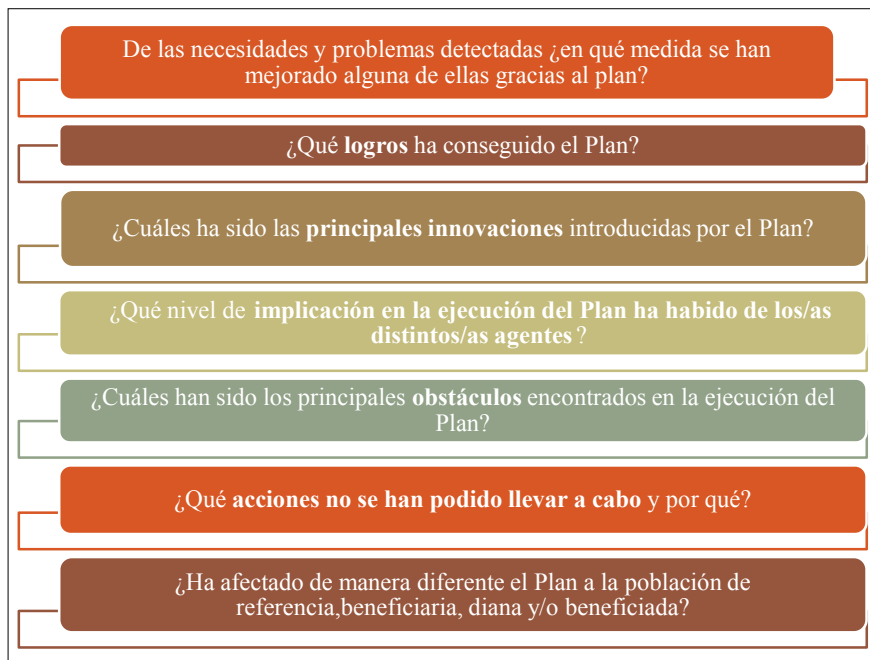 De las necesidades y problemas detectadas ¿en qué medida se han
mejorado alguna de ellas gracias al plan?
¿Qué logros ha conseguido el Plan?
¿Cuáles ha sido las principales innovaciones introducidas por el Plan?
¿Qué nivel de implicación en la ejecución del Plan ha habido de los/as
distintos/as agentes ?
¿Cuáles han sido los principales obstáculos encontrados en la ejecución del
Plan?
¿Qué acciones no se han podido llevar a cabo y por qué?
¿Ha afectado de manera diferente el Plan a la población de
referencia,beneficiaria, diana y/o beneficiada?